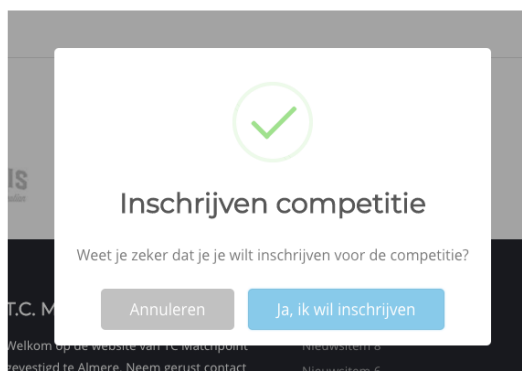 IS
Inschrijven competitie
Weet je zeker dat je je wilt inschrijven voor de competitie?
Annuleren
Ja, ik wil inschrijven
T.C. M
Welkom op de website van TC Matchpoint
Nieuwsitem 8
gevestigd te Almere. Neem gerust contact
Nieuwsitem 6